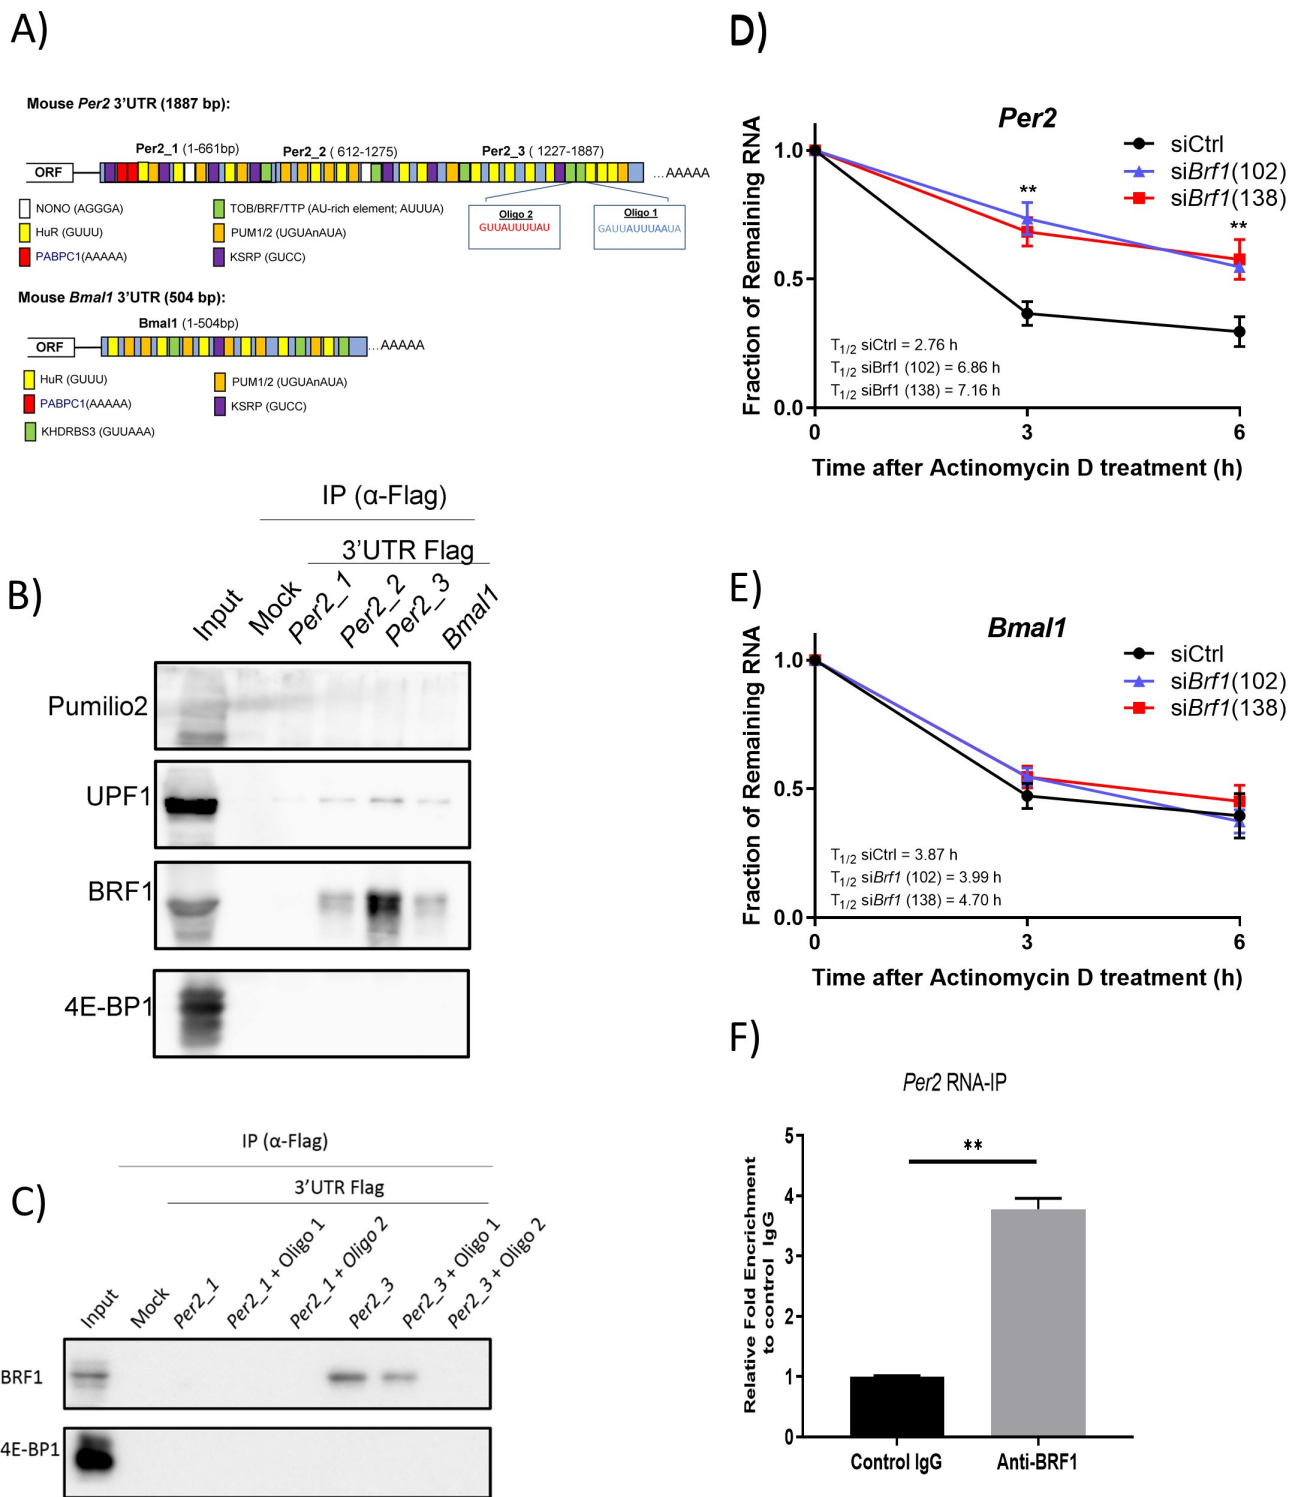 A)
Mouse Per2 3'UTR (1887 bp):
Per2_1 (1-661bp)
Per2_2 ( 612-1275)
Per2_3 ( 1227-1887)
ORF
...AAAAA
NONO (AGGGA)
TOB/BRF/TTP (AU-rich element; AUUUA)
HuR (GUUU)
PUM1/2 (UGUAnAUA)
PABPC1(AAAAA)
KSRP (GUCC)
Oligo 2
GUUAUUUUAU
Oligo 1
GAUUAUUUAAUA
Mouse Bmal1 3'UTR (504 bp):
Bmal1 (1-504bp)
ORF
...AAAAA
HuR (GUUU)
PUM1/2 (UGUAnAUA)
PABPC1(AAAAA)
KSRP (GUCC)
KHDRBS3 (GUUAAA)
B)
IP (α-Flag)
3'UTR Flag
Input
Mock
Per2_1
Per2_2
Per2_3
Bmal1
Pumilio2
UPF1
BRF1
4E-BP1
C)
IP (α-Flag)
3'UTR Flag
Input
Mock
Per2_1
Per2_1 + Oligo 1
Per2_1 + Oligo 2
Per2_3
Per2_3 + Oligo 1
Per2_3 + Oligo 2
BRF1
4E-BP1
D)
Per2
siCtrl
siBrf1(102)
siBrf1(138)
Fraction of Remaining RNA
1.0
0.5
0.0
**
**
T1/2 siCtrl = 2.76 h
T1/2 siBrf1 (102) = 6.86 h
T1/2 siBrf1 (138) = 7.16 h
0
3
6
Time after Actinomycin D treatment (h)
E)
Bmal1
siCtrl
siBrf1(102)
siBrf1(138)
Fraction of Remaining RNA
1.0
0.5
0.0
T1/2 siCtrl = 3.87 h
T1/2 siBrf1 (102) = 3.99 h
T1/2 siBrf1 (138) = 4.70 h
0
3
6
Time after Actinomycin D treatment (h)
F)
Per2 RNA-IP
Relative Fold Encrichment
to control IgG
5
4
3
2
1
0
**
Control IgG
Anti-BRF1